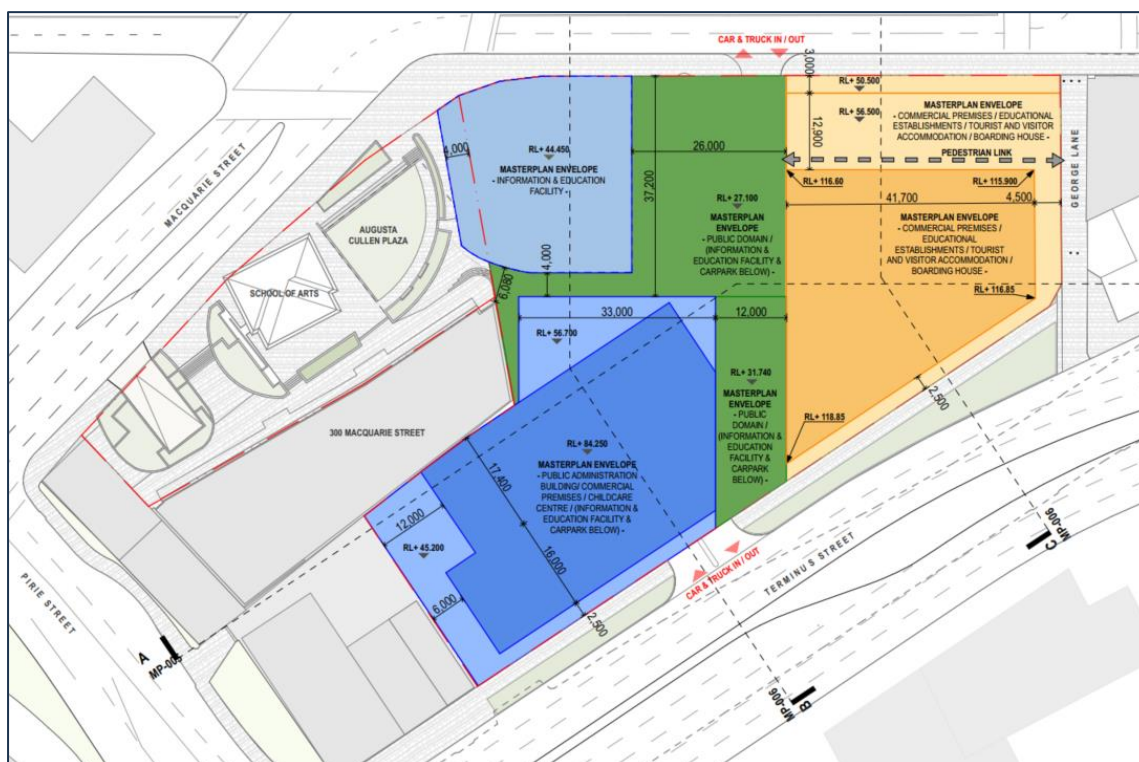 CAR & TRUCK IN / OUT
3,000
RL+ 50.500
RL+ 56.500
MASTERPLAN ENVELOPE
- COMMERCIAL PREMISES / EDUCATIONAL
ESTABLISHMENTS / TOURIST AND VISITOR
ACCOMMODATION / BOARDING HOUSE -
12,900
PEDESTRIAN LINK
GEORGE LANE
MACQUARIE STREET
4,000
RL+ 44.450
MASTERPLAN ENVELOPE
- INFORMATION & EDUCATION
FACILITY -
26,000
37,200
RL+ 116.60
RL+ 115.900
41,700
4,500
RL+ 27.100
MASTERPLAN
ENVELOPE
- PUBLIC DOMAIN /
(INFORMATION &
EDUCATION FACILITY &
CARPARK BELOW) -
MASTERPLAN ENVELOPE
- COMMERCIAL PREMISES /
EDUCATIONAL
ESTABLISHMENTS / TOURIST
AND VISITOR ACCOMMODATION /
BOARDING HOUSE -
AUGUSTA
CULLEN PLAZA
SCHOOL OF ARTS
6,080
4,000
RL+ 116.85
33,000
12,000
RL+ 56.700
RL+ 31.740
MASTERPLAN
ENVELOPE
- PUBLIC
DOMAIN /
(INFORMATION &
EDUCATION
FACILITY &
CARPARK
BELOW) -
2,500
RL+ 118.85
300 MACQUARIE STREET
RL+ 84.250
MASTERPLAN ENVELOPE
- PUBLIC ADMINISTRATION
BUILDING/ COMMERCIAL
PREMISES / CHILDCARE
CENTRE / (INFORMATION &
EDUCATION FACILITY &
CARPARK BELOW) -
17,400
12,000
RL+ 45.200
16,000
6,000
2,500
CAR & TRUCK IN / OUT
TERMINUS STREET
PIRIE STREET
A
C
MP-006
B
MP-006